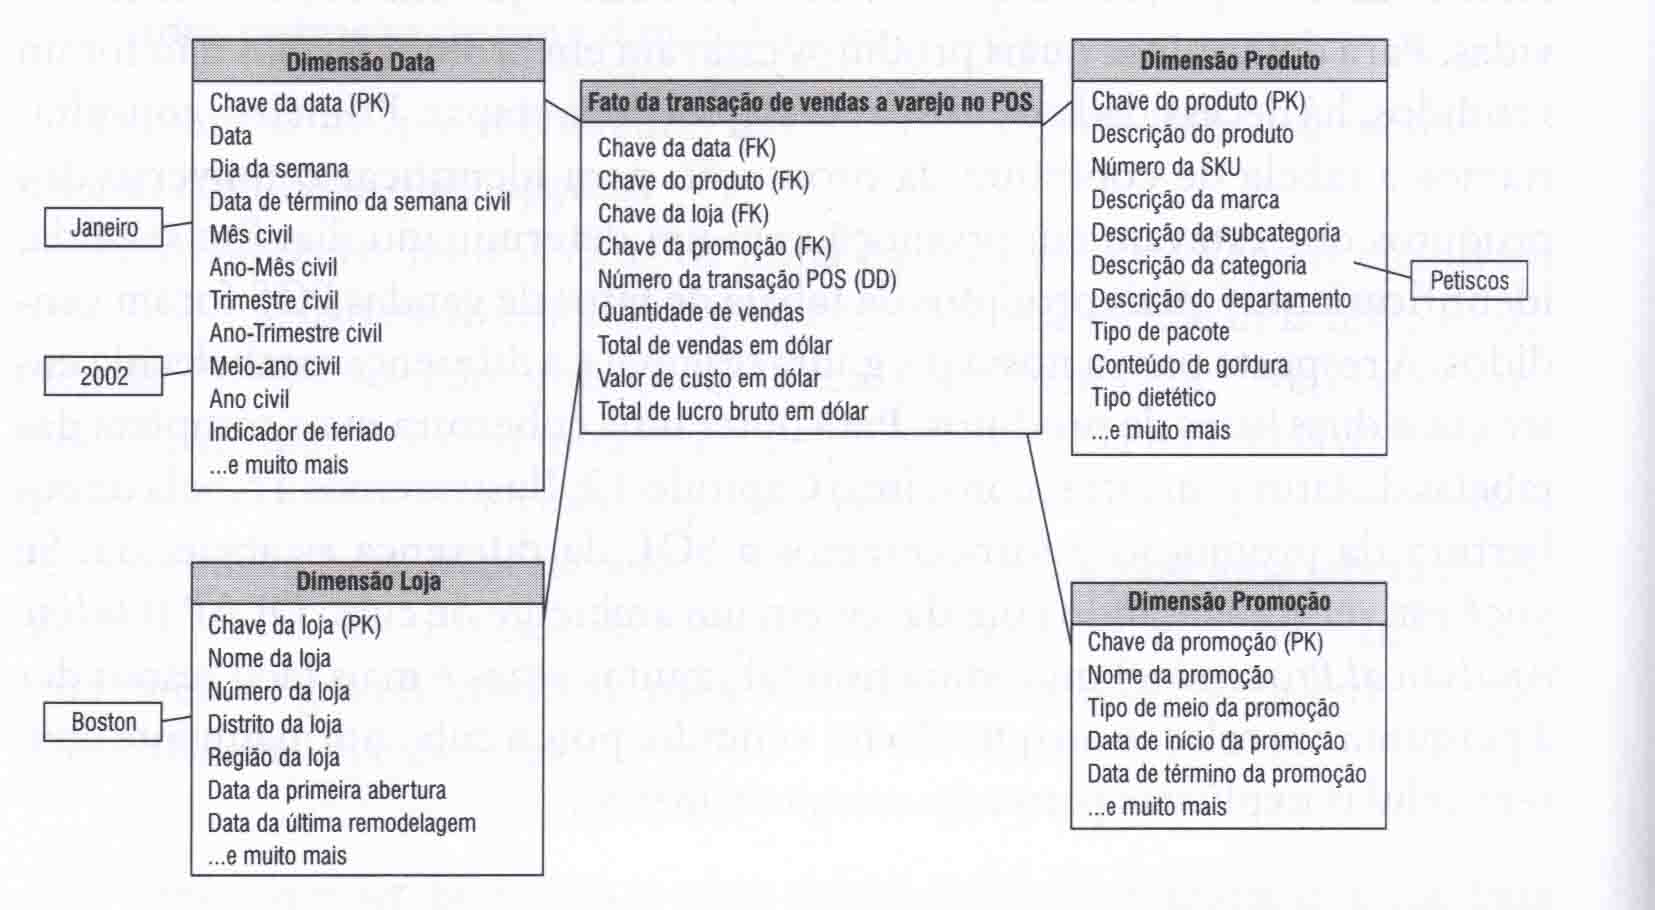 Dimensão Data
Chave da data (PK)
Data
Dia da semana
Data de término da semana civil
Mês civil
Ano-Mês civil
Trimestre civil
Ano-Trimestre civil
Meio-ano civil
Ano civil
Indicador de feriado
...e muito mais
Janeiro
2002
Fato da transação de vendas a varejo no POS
Chave da data (FK)
Chave do produto (FK)
Chave da loja (FK)
Chave da promoção (FK)
Número da transação POS (DD)
Quantidade de vendas
Total de vendas em dólar
Valor de custo em dólar
Total de lucro bruto em dólar
Dimensão Produto
Chave do produto (PK)
Descrição do produto
Número da SKU
Descrição da marca
Descrição da subcategoria
Descrição da categoria
Descrição do departamento
Tipo de pacote
Conteúdo de gordura
Tipo dietético
...e muito mais
Petiscos
Dimensão Loja
Chave da loja (PK)
Nome da loja
Número da loja
Distrito da loja
Região da loja
Data da primeira abertura
Data da última remodelagem
...e muito mais
Boston
Dimensão Promoção
Chave da promoção (PK)
Nome da promoção
Tipo de meio da promoção
Data de início da promoção
Data de término da promoção
...e muito mais